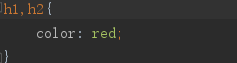 h1,h2{
    color: red;
}